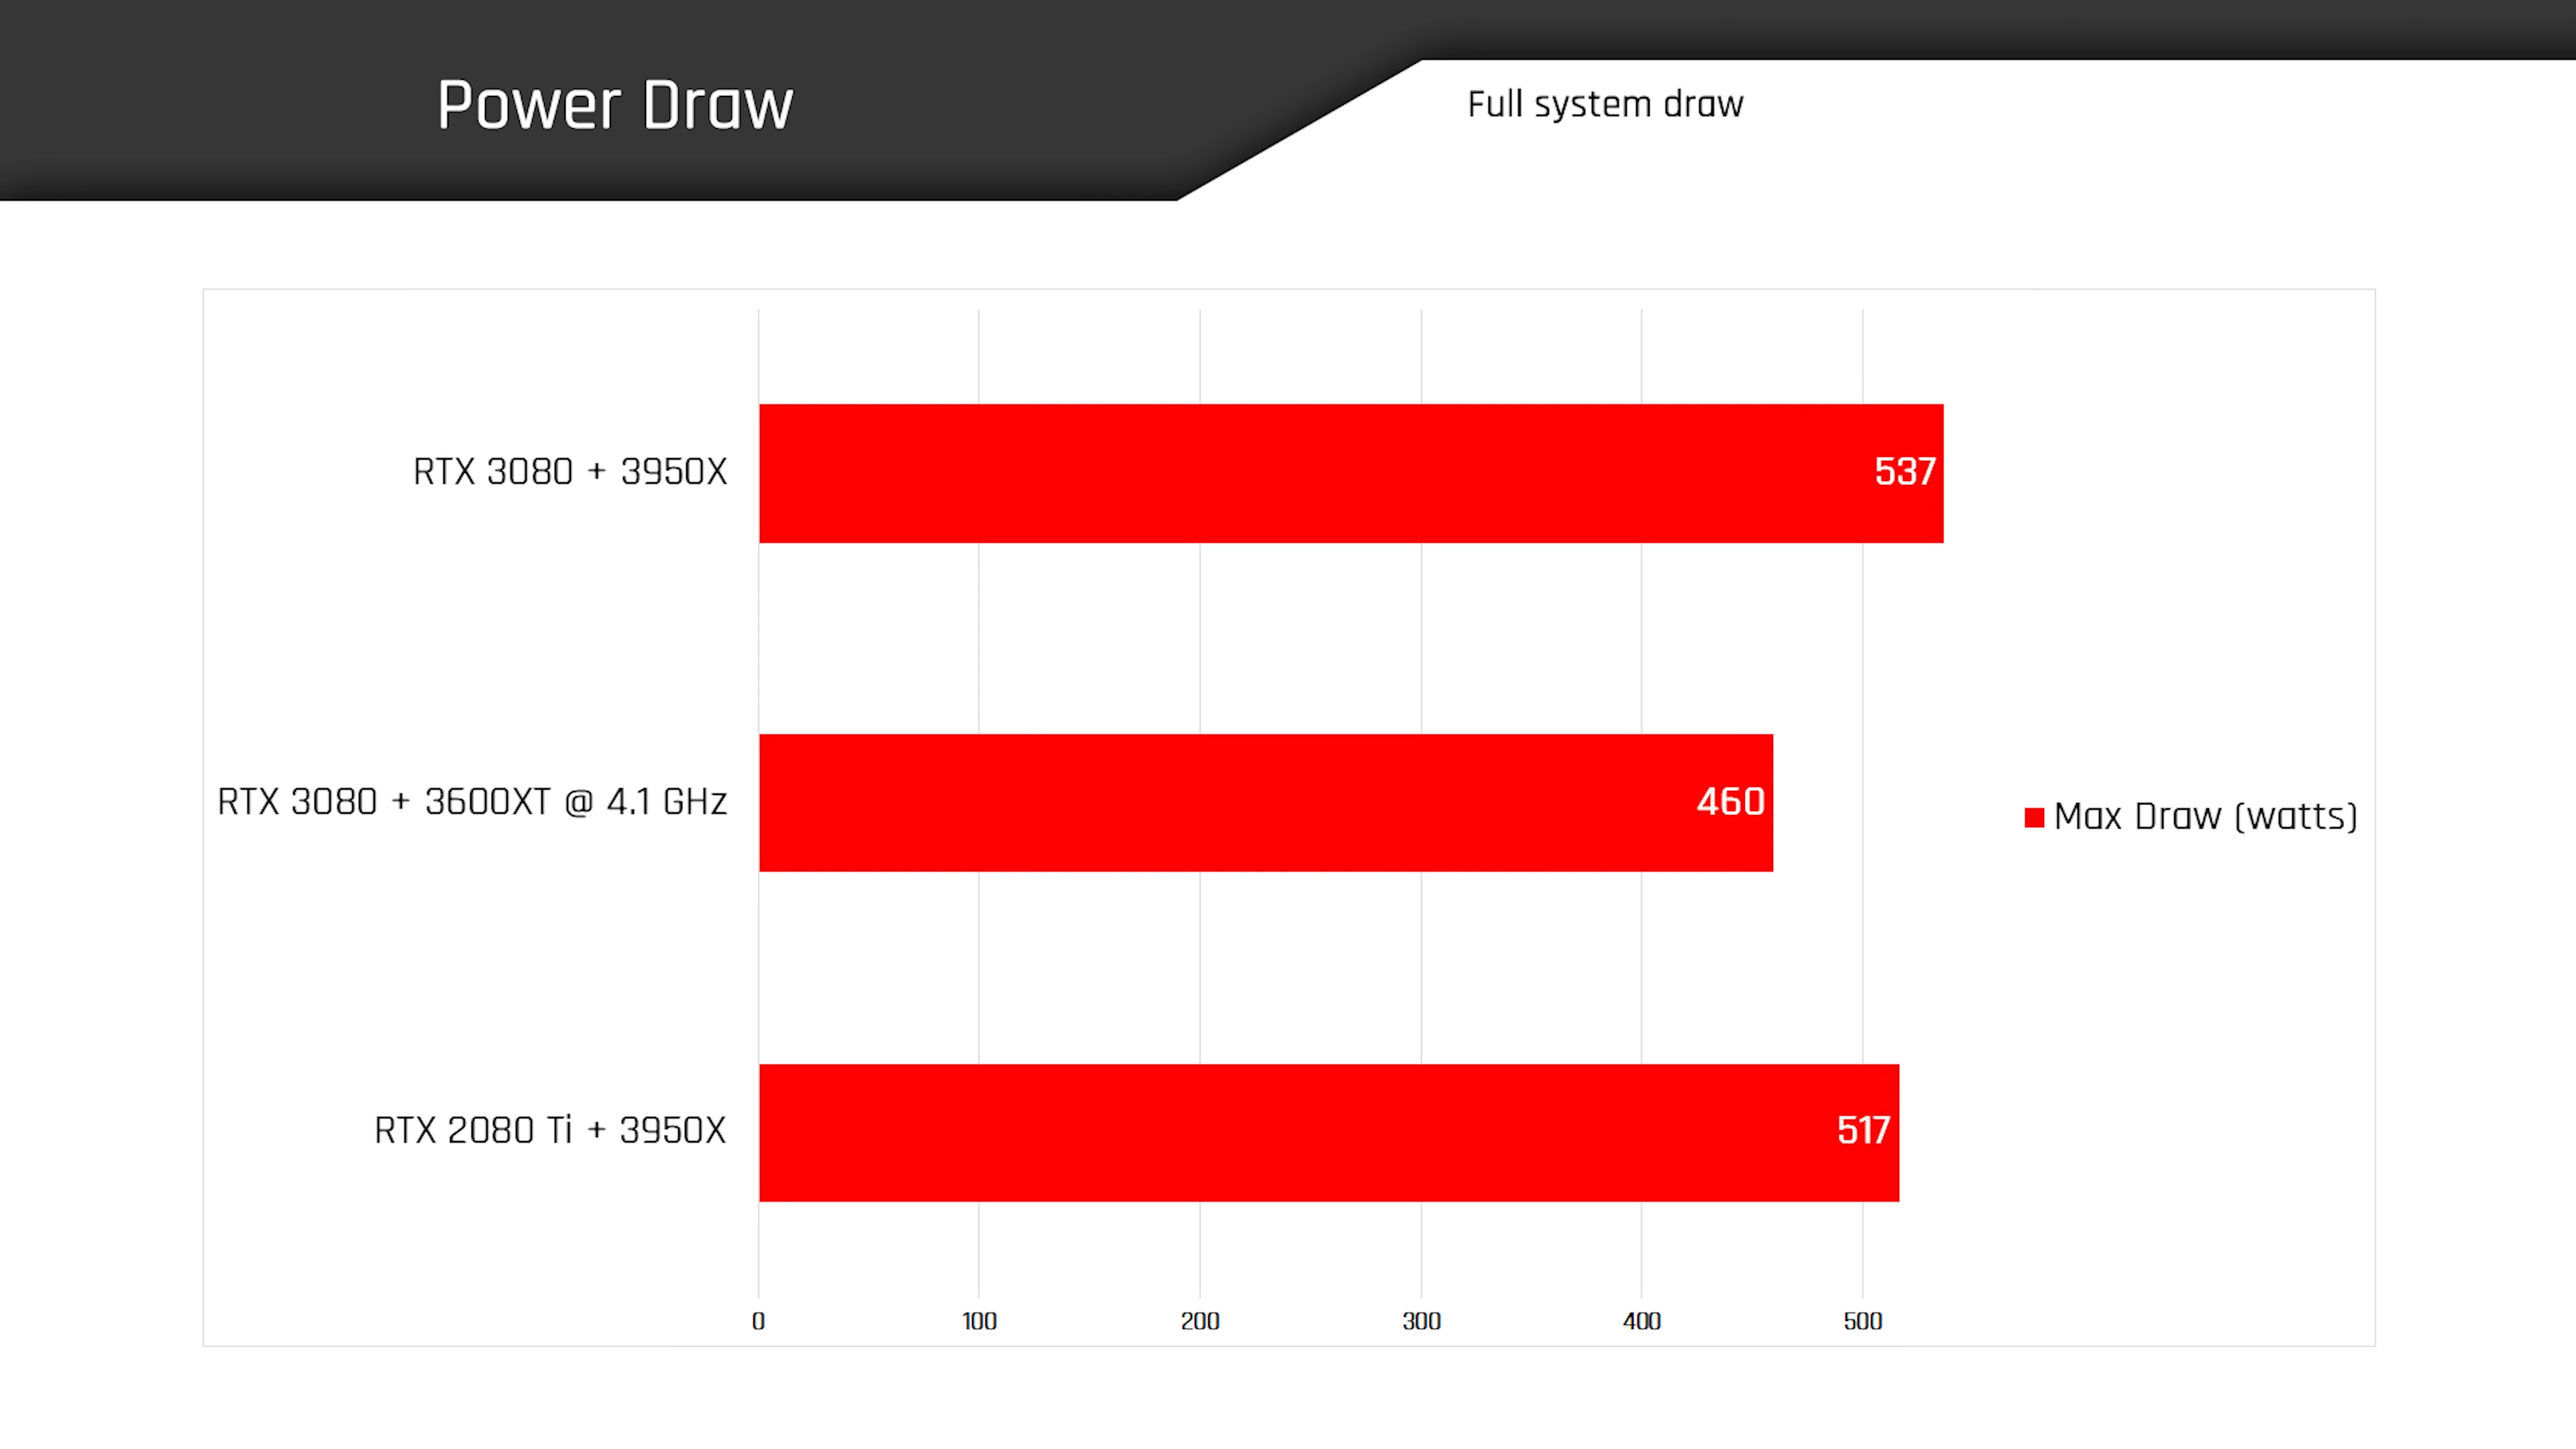 Power Draw
Full system draw
RTX 3080 + 3950X
537
RTX 3080 + 3600XT @ 4.1 GHz
460
Max Draw (watts)
RTX 2080 Ti + 3950X
517
0 100 200 300 400 500